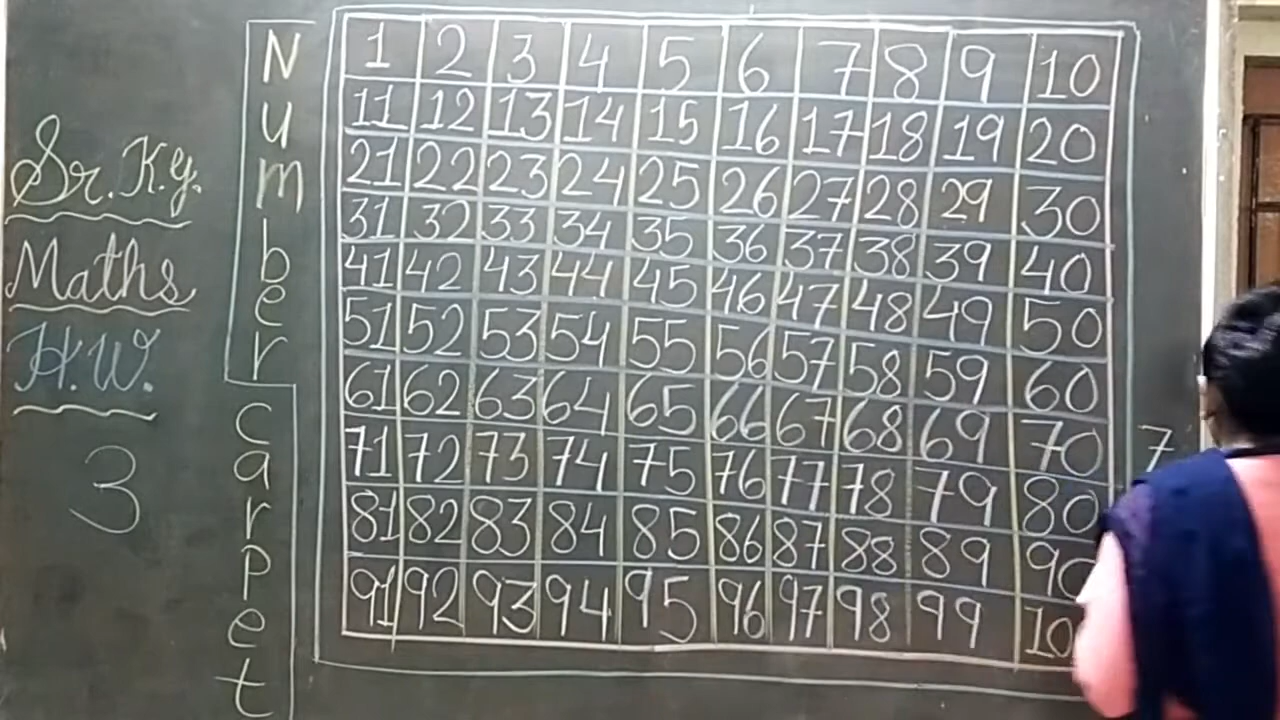 Sr. K.g.
Maths
H.W.
3
Number
carpet
1 2 3 4 5 6 7 8 9 10
11 12 13 14 15 16 17 18 19 20
21 22 23 24 25 26 27 28 29 30
31 32 33 34 35 36 37 38 39 40
41 42 43 44 45 46 47 48 49 50
51 52 53 54 55 56 57 58 59 60
61 62 63 64 65 66 67 68 69 70
71 72 73 74 75 76 77 78 79 80
81 82 83 84 85 86 87 88 89 90
91 92 93 94 95 96 97 98 99 10
7